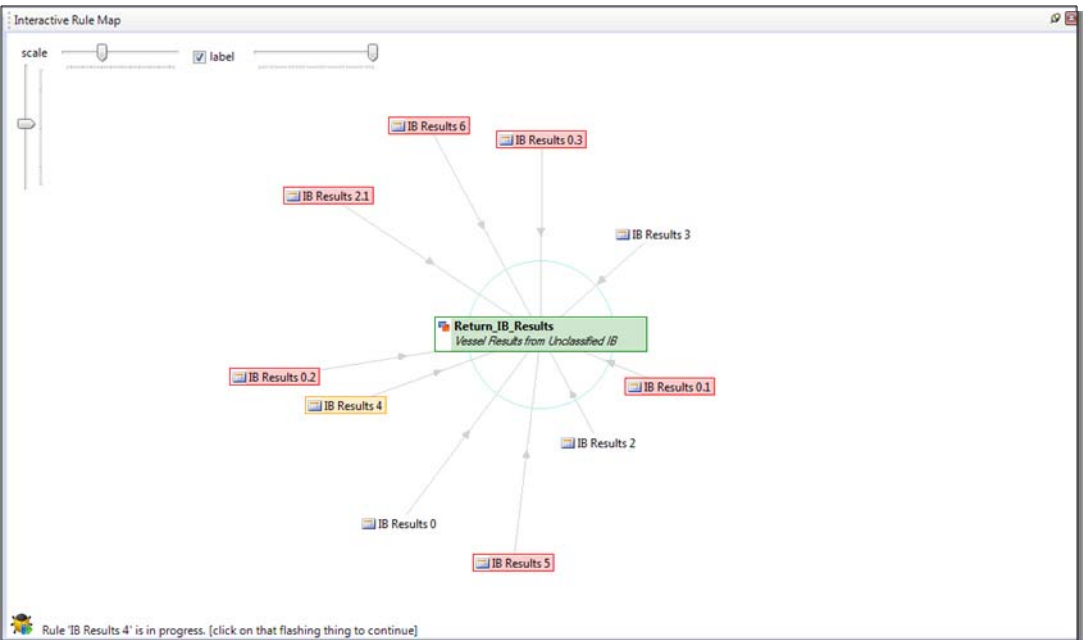 Interactive Rule Map
scale
label
IB Results 6
IB Results 0.3
IB Results 2.1
IB Results 3
Return_IB_Results
Vessel Results from Unclassified IB
IB Results 0.2
IB Results 0.1
IB Results 4
IB Results 2
IB Results 0
IB Results 5
Rule 'IB Results 4' is in progress. [click on that flashing thing to continue]